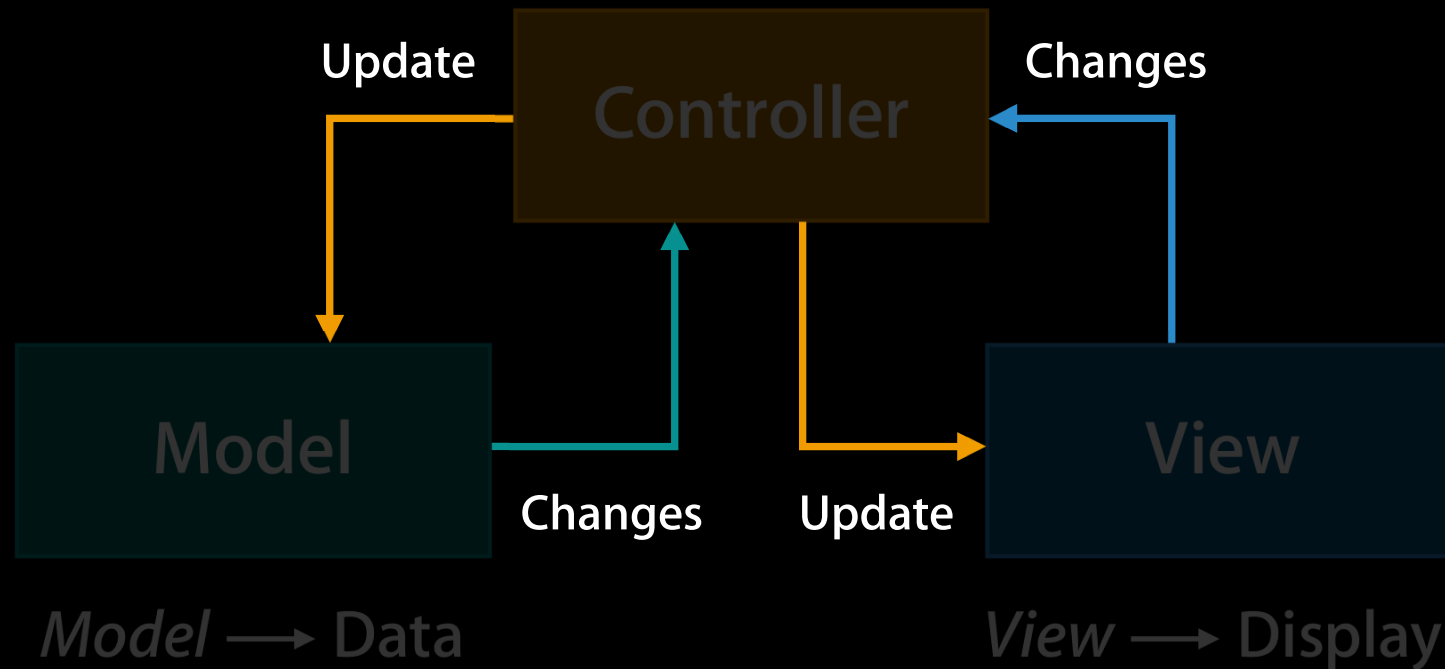 Update
Changes
Controller
Model
View
Changes
Update
Model → Data
View → Display